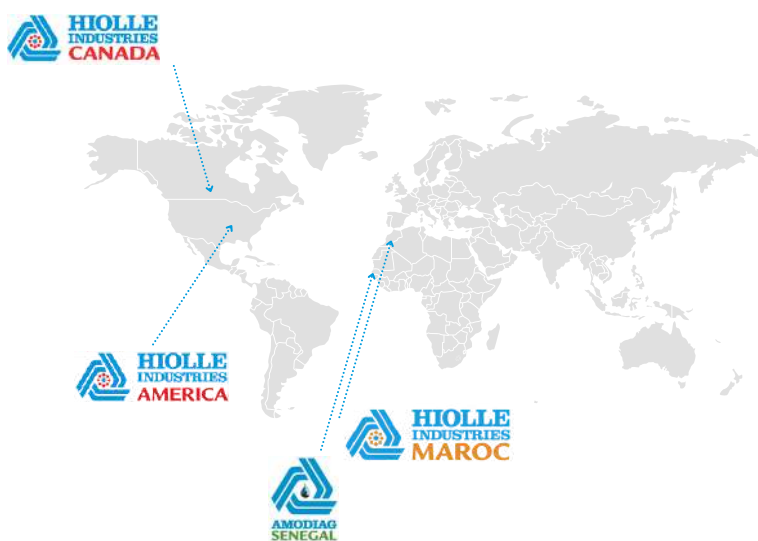 HIOLLE
INDUSTRIES
CANADA
HIOLLE
INDUSTRIES
AMERICA
HIOLLE
INDUSTRIES
MAROC
AMODIAG
SENEGAL